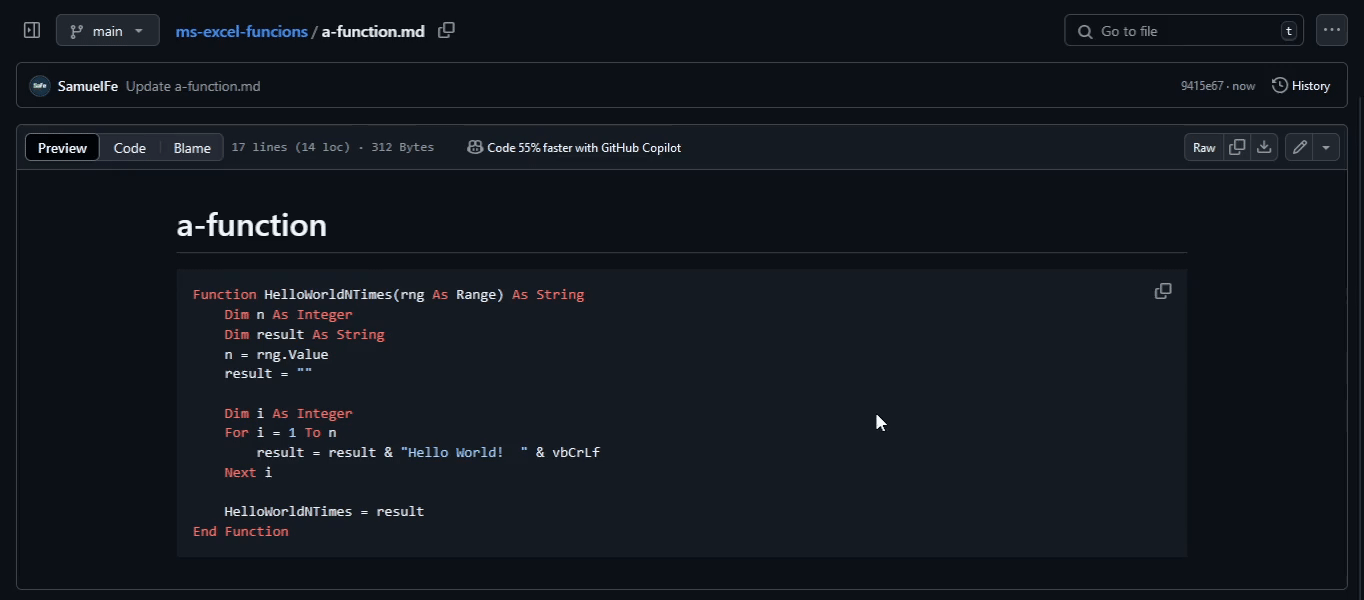 main
ms-excel-funcions / a-function.md
Go to file
t
SaFe
SamuelFe Update a-function.md
9415e67 · now
History
Preview
Code
Blame
17 lines (14 loc) · 312 Bytes
Code 55% faster with GitHub Copilot
Raw
a-function
Function HelloWorldNTimes(rng As Range) As String
    Dim n As Integer
    Dim result As String
    n = rng.Value
    result = ""
    Dim i As Integer
    For i = 1 To n
        result = result & "Hello World!  " & vbCrLf
    Next i
    HelloWorldNTimes = result
End Function